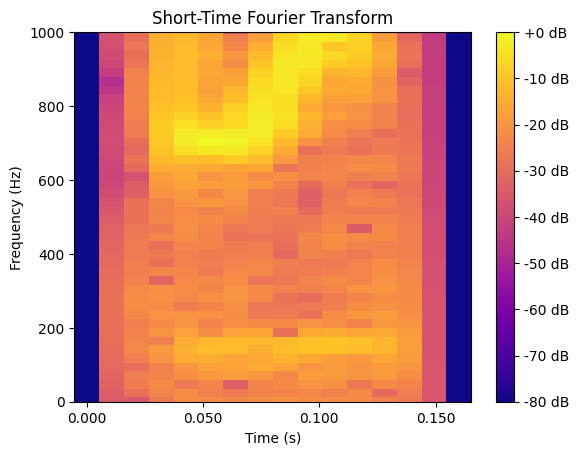 Short-Time Fourier Transform
1000
800
600
400
200
0
Frequency (Hz)
0.000
0.050
0.100
0.150
Time (s)
+0 dB
-10 dB
-20 dB
-30 dB
-40 dB
-50 dB
-60 dB
-70 dB
-80 dB